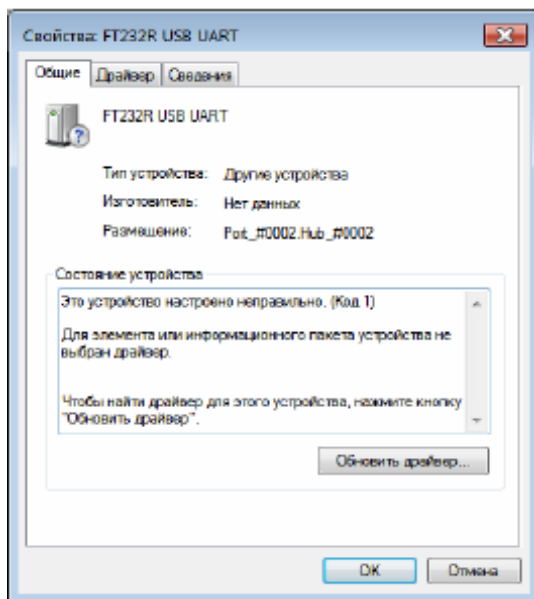 Свойства: FT232R USB UART
Общие Драйвер Сведения
FT232R USB UART
Тип устройства: Другие устройства
Изготовитель: Нет данных
Размещение: Port_#0002.Hub_#0002
Состояние устройства
Это устройство настроено неправильно. (Код 1)
Для элемента или информационного пакета устройства не
выбран драйвер.
Чтобы найти драйвер для этого устройства, нажмите кнопку
"Обновить драйвер".
Обновить драйвер...
OK Отмена